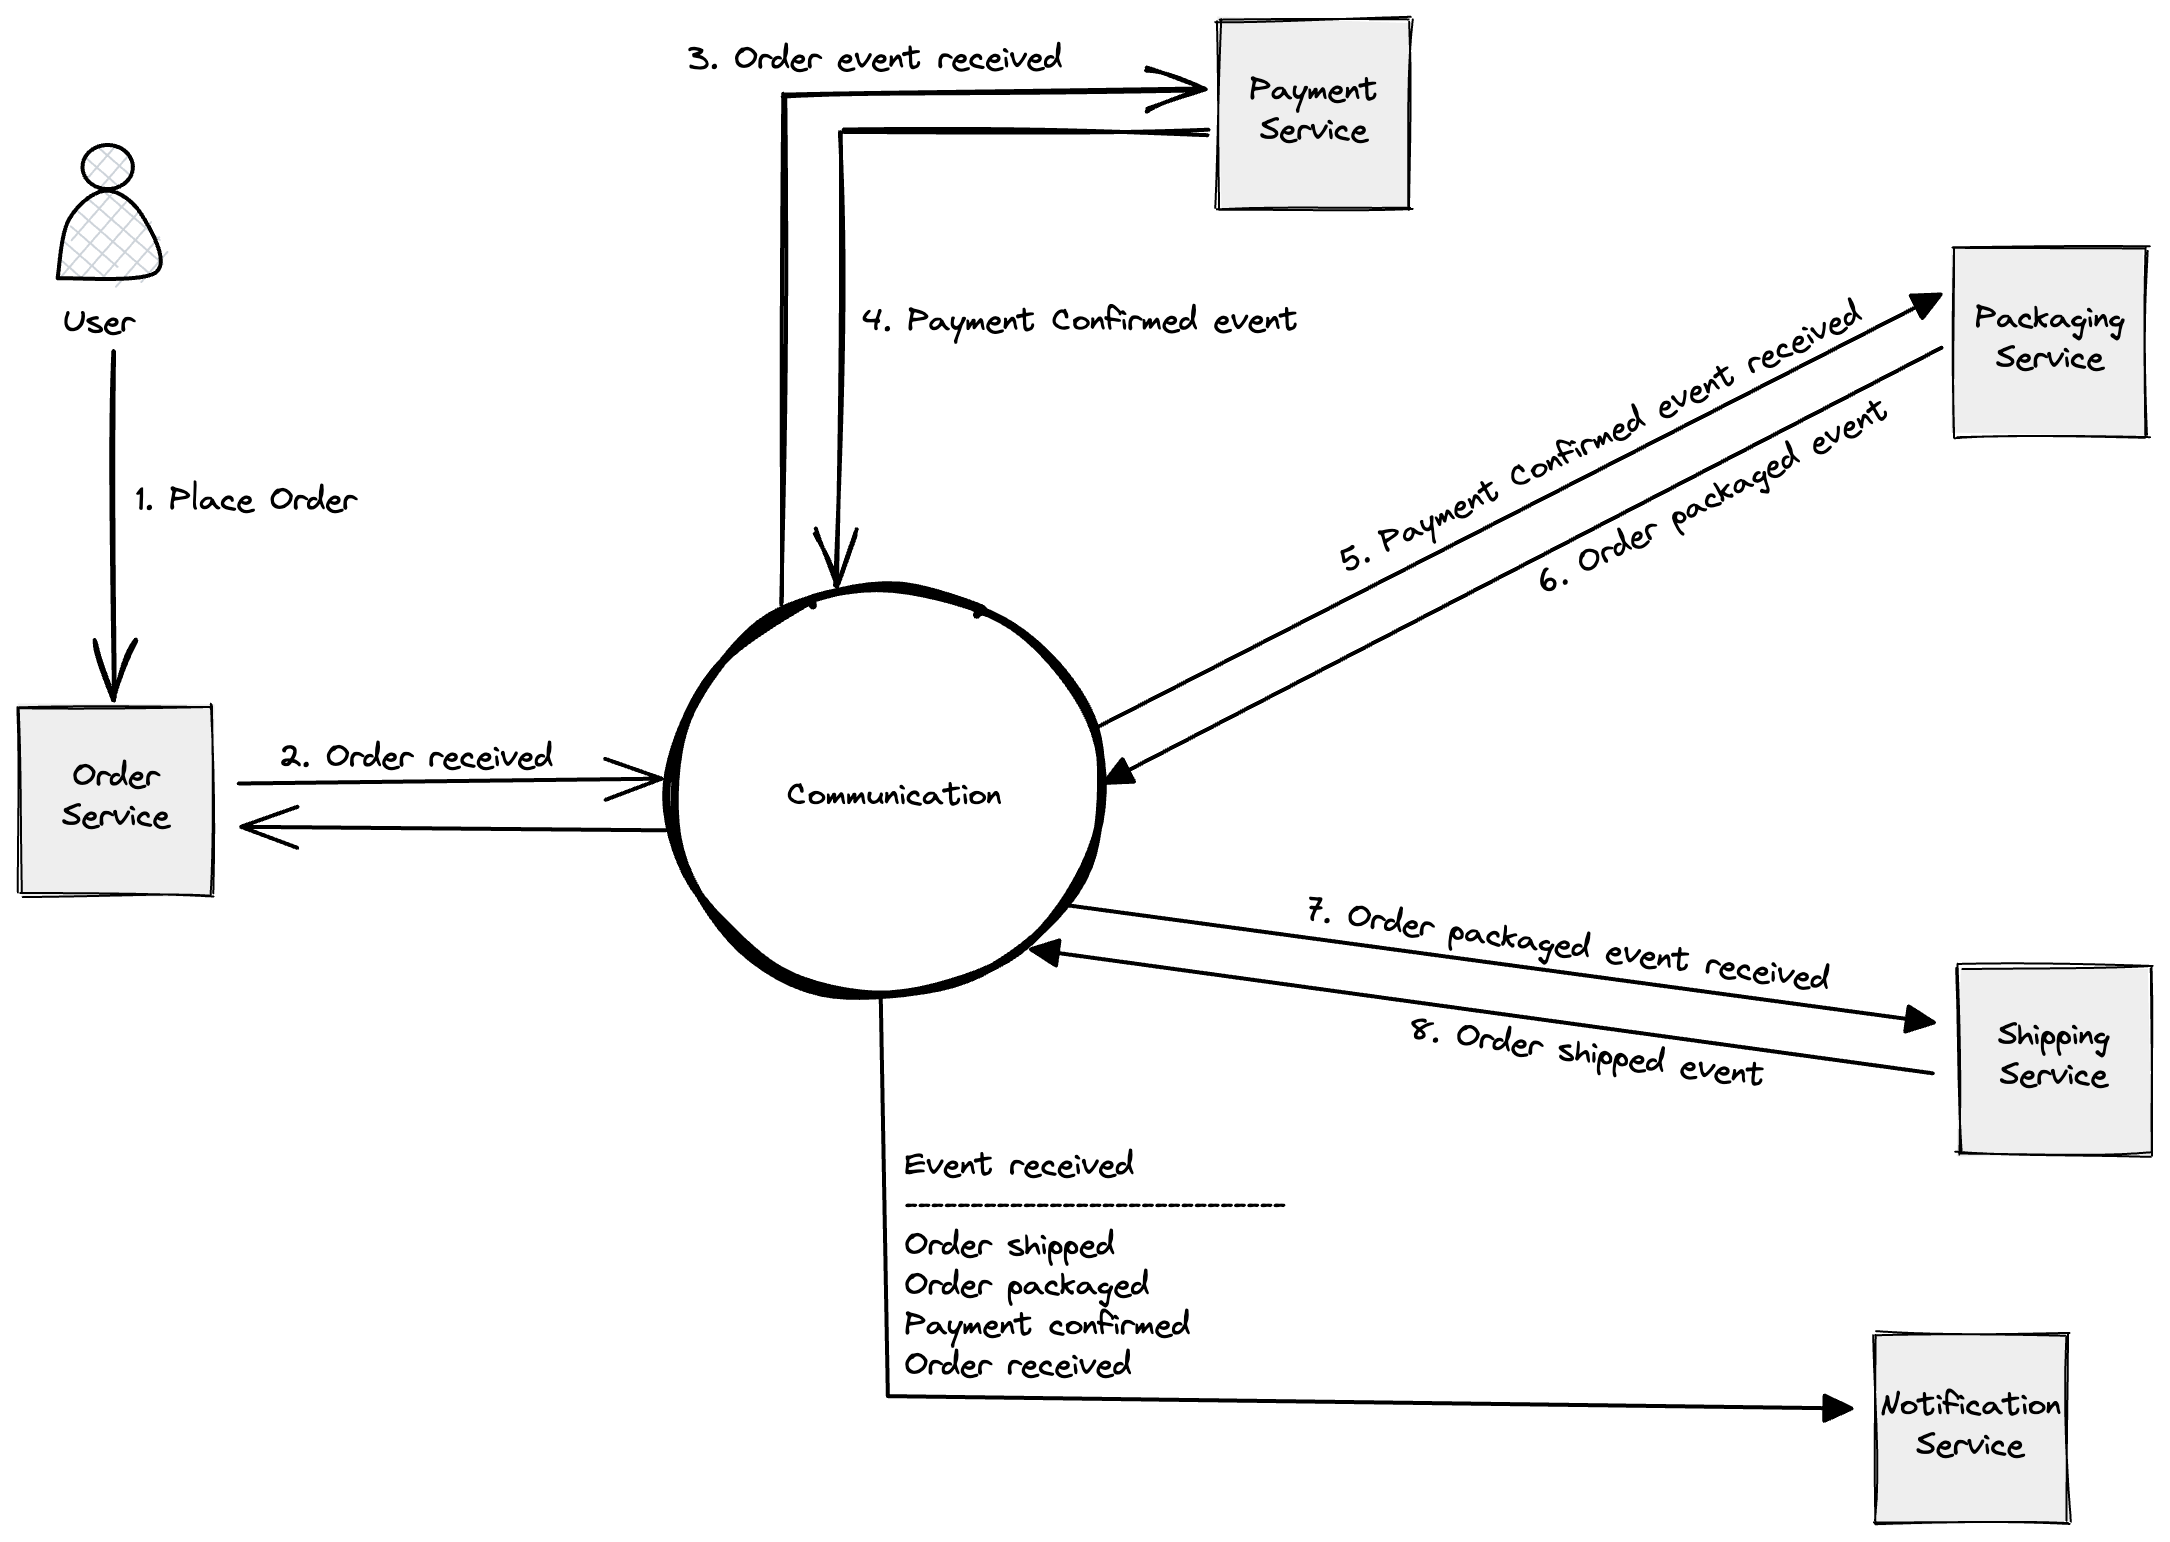 3. Order event received
Payment
Service
User
4. Payment Confirmed event
Packaging
Service
5. Payment Confirmed event received
6. Order packaged event
1. Place Order
2. Order received
Order
Service
Communication
7. Order packaged event received
8. Order shipped event
Shipping
Service
Event received
-----------------------------
Order shipped
Order packaged
Payment confirmed
Order received
Notification
Service